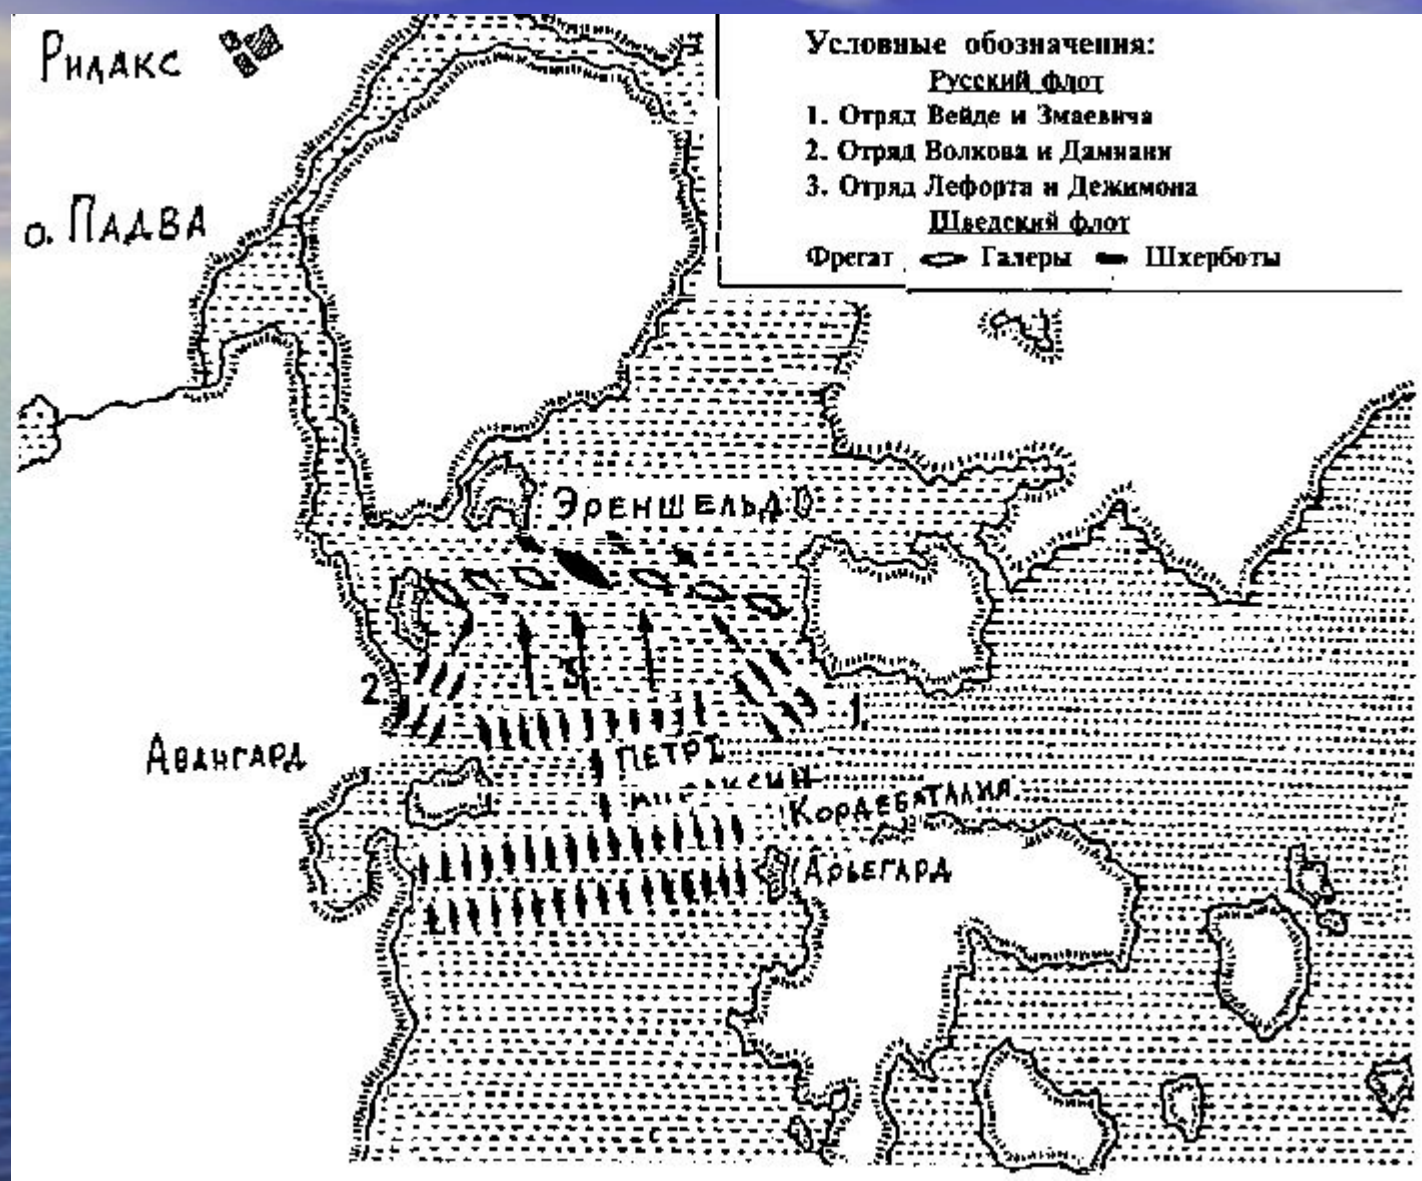 Рилакс
о. Падва
Условные обозначения:
Русский флот
1. Отряд Вейде и Змаевича
2. Отряд Волкова и Дамиани
3. Отряд Лефорта и Дежимона
Шведский флот
Фрегат Галеры Шхерботы
Эреншельд
3
2
1.
Авангард
Петр I
Кордебаталия
Арьегард